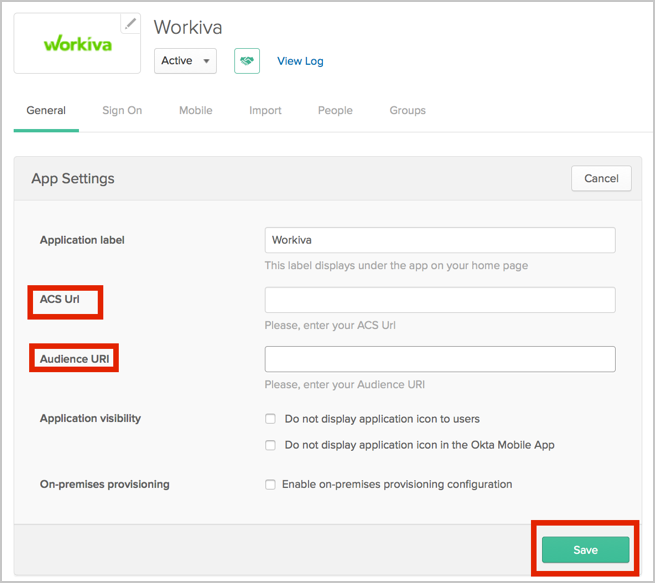 workiva
Workiva
Active
View Log
General Sign On Mobile Import People Groups
App Settings
Cancel
Application label
Workiva
This label displays under the app on your home page
ACS Url
Please, enter your ACS Url
Audience URI
Please, enter your Audience URI
Application visibility
Do not display application icon to users
Do not display application icon in the Okta Mobile App
On-premises provisioning
Enable on-premises provisioning configuration
Save